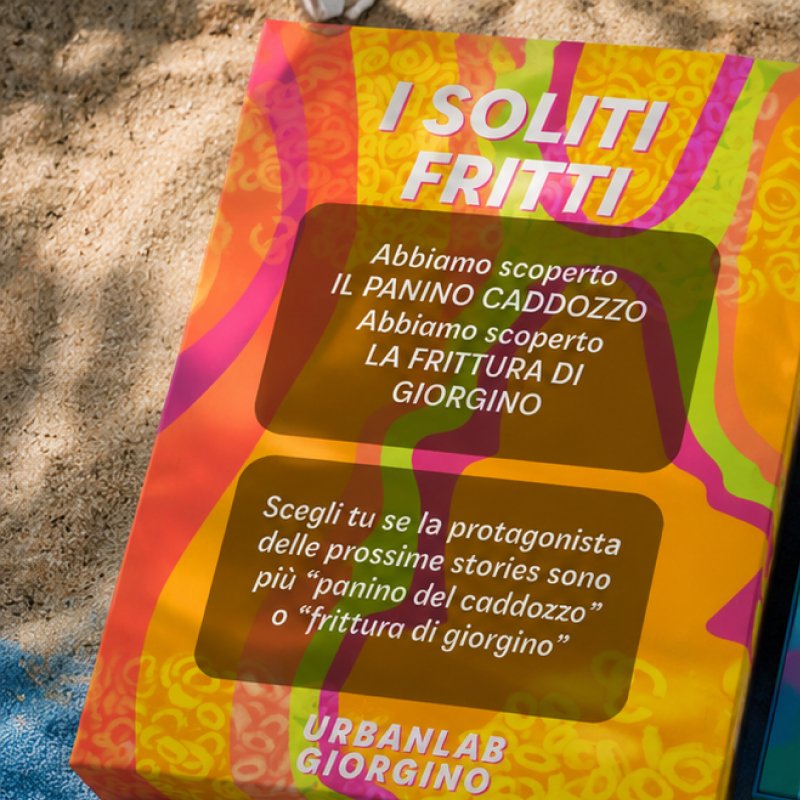 I SOLITI
FRITTI
Abbiamo scoperto
IL PANINO CADDOZZO
Abbiamo scoperto
LA FRITTURA DI
GIORGINO
Scegli tu se la protagonista
delle prossime stories sono
più “panino del caddozzo”
o “frittura di giorgino”
URBANLAB
GIORGINO